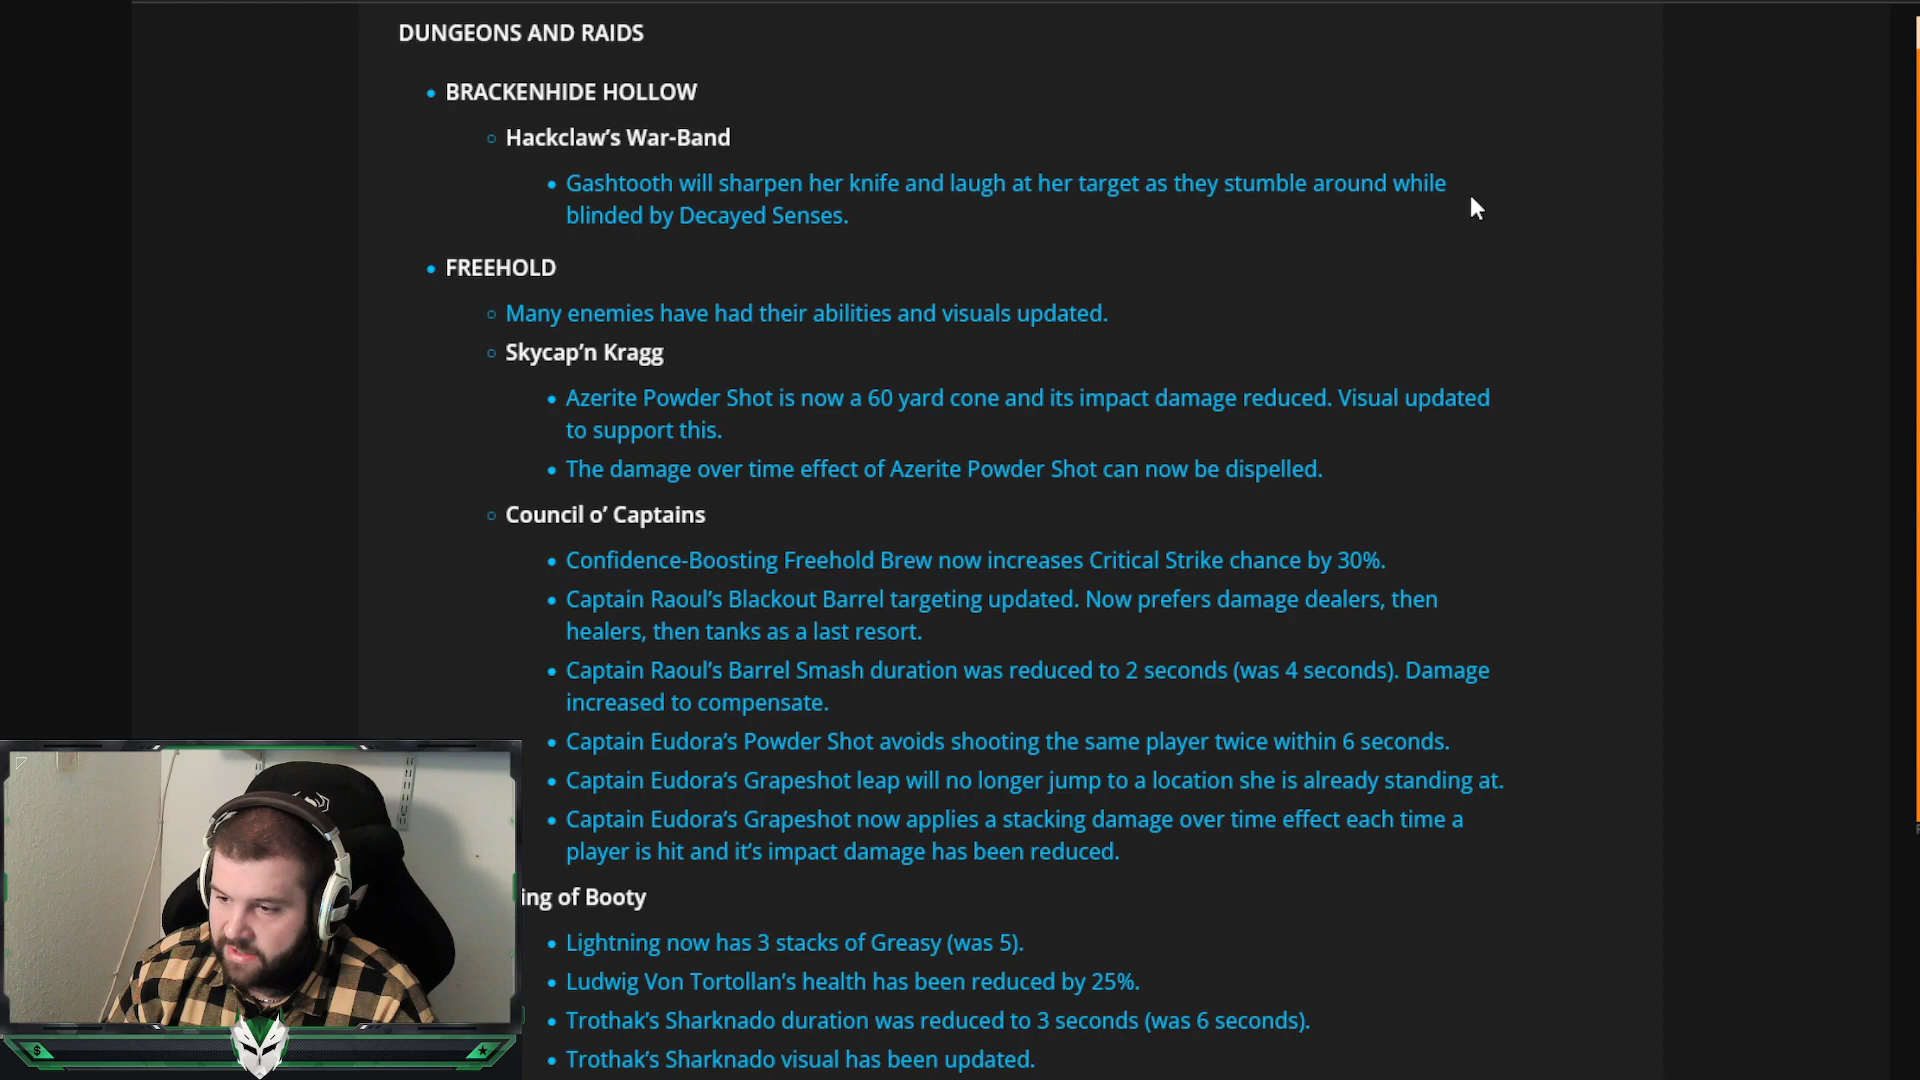 DUNGEONS AND RAIDS
BRACKENHIDE HOLLOW
Hackclaw’s War-Band
Gashtooth will sharpen her knife and laugh at her target as they stumble around while
blinded by Decayed Senses.
FREEHOLD
Many enemies have had their abilities and visuals updated.
Skycap’n Kragg
Azerite Powder Shot is now a 60 yard cone and its impact damage reduced. Visual updated
to support this.
The damage over time effect of Azerite Powder Shot can now be dispelled.
Council o’ Captains
Confidence-Boosting Freehold Brew now increases Critical Strike chance by 30%.
Captain Raoul’s Blackout Barrel targeting updated. Now prefers damage dealers, then
healers, then tanks as a last resort.
Captain Raoul’s Barrel Smash duration was reduced to 2 seconds (was 4 seconds). Damage
increased to compensate.
Captain Eudora’s Powder Shot avoids shooting the same player twice within 6 seconds.
Captain Eudora’s Grapeshot leap will no longer jump to a location she is already standing at.
Captain Eudora’s Grapeshot now applies a stacking damage over time effect each time a
player is hit and it’s impact damage has been reduced.
ing of Booty
Lightning now has 3 stacks of Greasy (was 5).
Ludwig Von Tortollan’s health has been reduced by 25%.
Trothak’s Sharknado duration was reduced to 3 seconds (was 6 seconds).
Trothak’s Sharknado visual has been updated.